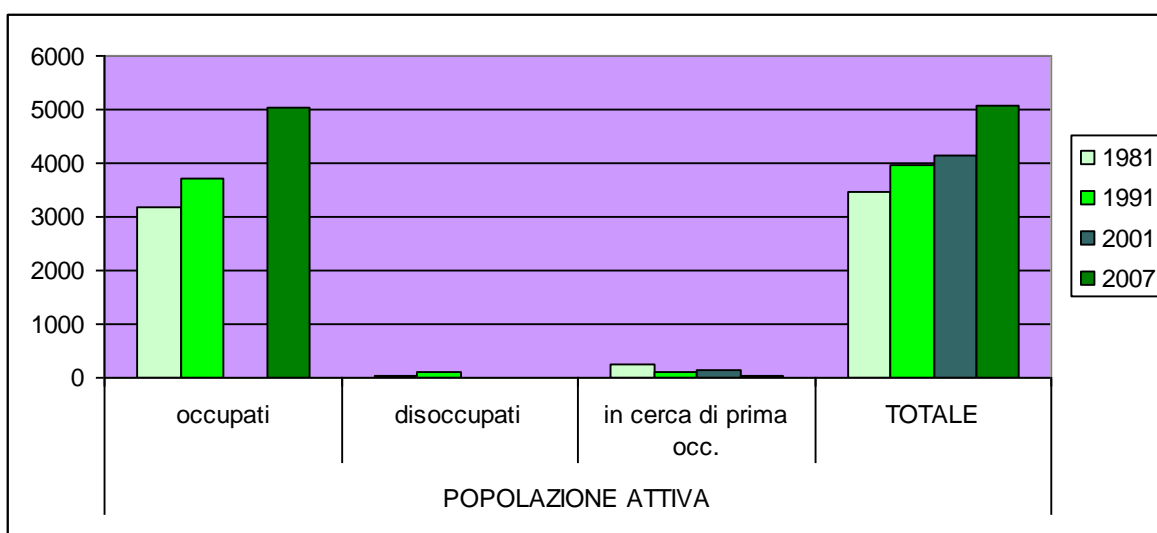 6000
5000
4000
3000
2000
1000
0
occupati
disoccupati
in cerca di prima
occ.
TOTALE
POPOLAZIONE ATTIVA
1981
1991
2001
2007